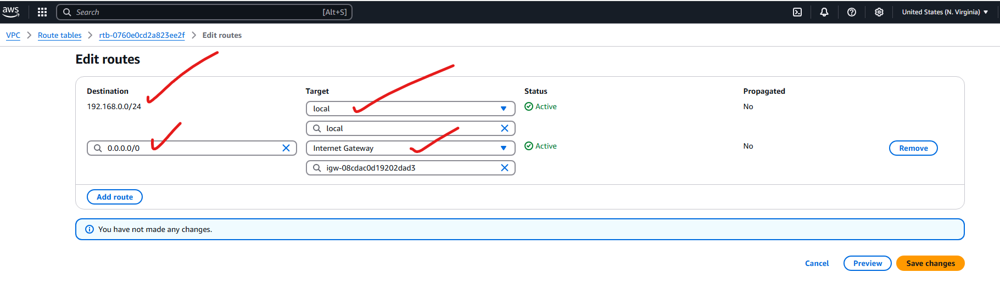 aws Search [Alt+S] United States (N. Virginia)
VPC Route tables rtb-0760e0cd2a823ee2f Edit routes
Edit routes
Destination Target Status Propagated
192.168.0.0/24 local Active No
local
0.0.0.0/0 Internet Gateway Active No Remove
igw-08cdac0d19202dad3
Add route
You have not made any changes.
Cancel Preview Save changes